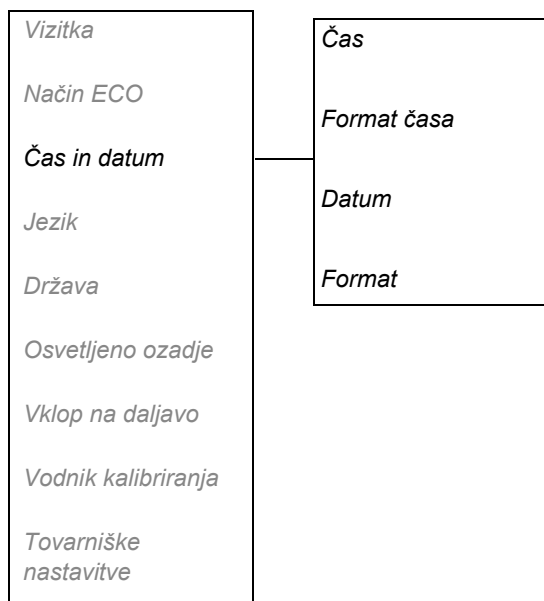 Vizitka
Način ECO
Čas in datum
Jezik
Država
Osvetljeno ozadje
Vklop na daljavo
Vodnik kalibriranja
Tovarniške
nastavitve
Čas
Format časa
Datum
Format